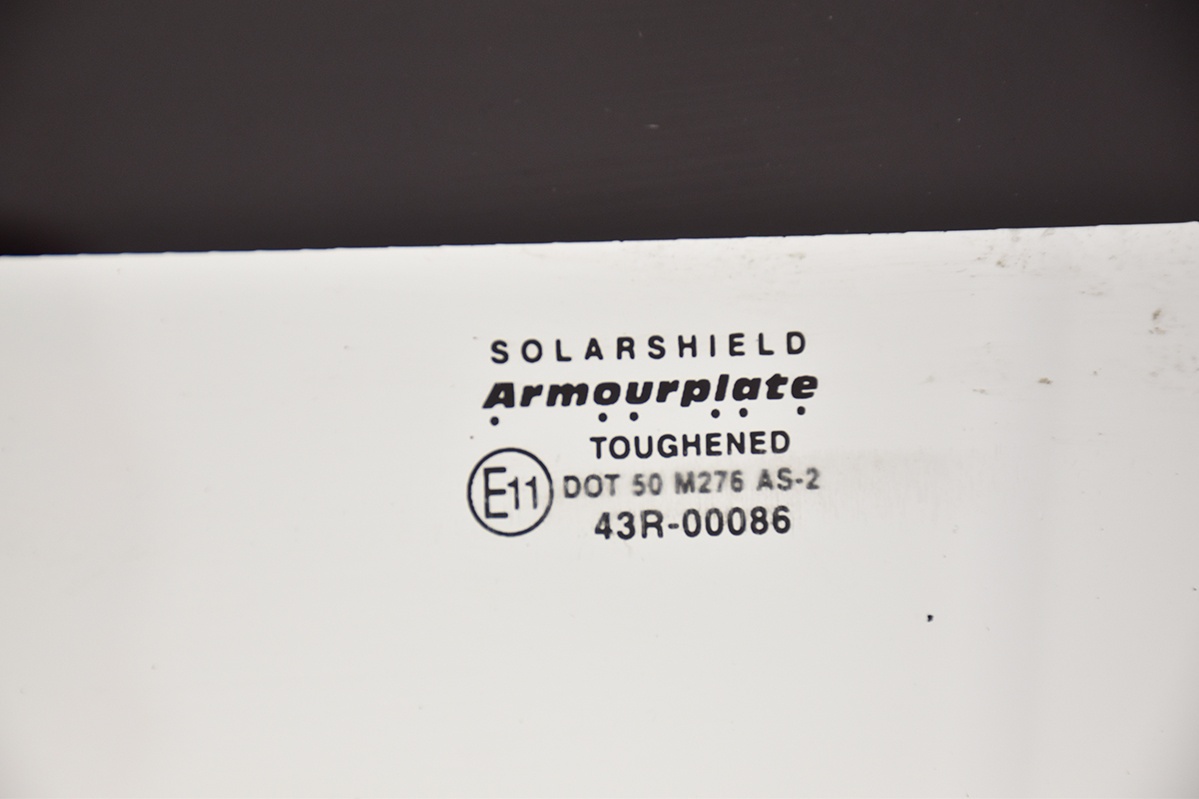 SOLARSHIELD
Armourplate
TOUGHENED
E11 DOT 50 M276 AS-2
43R-00086